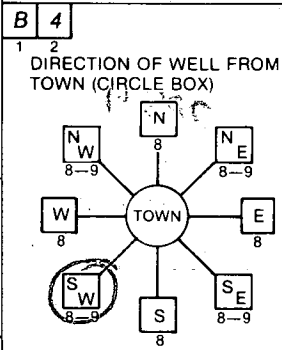 B 4
1 2
DIRECTION OF WELL FROM
TOWN (CIRCLE BOX)
N
8
N W
8–9
N E
8–9
W
8
TOWN
E
8
S W
8–9
S E
8–9
S
8